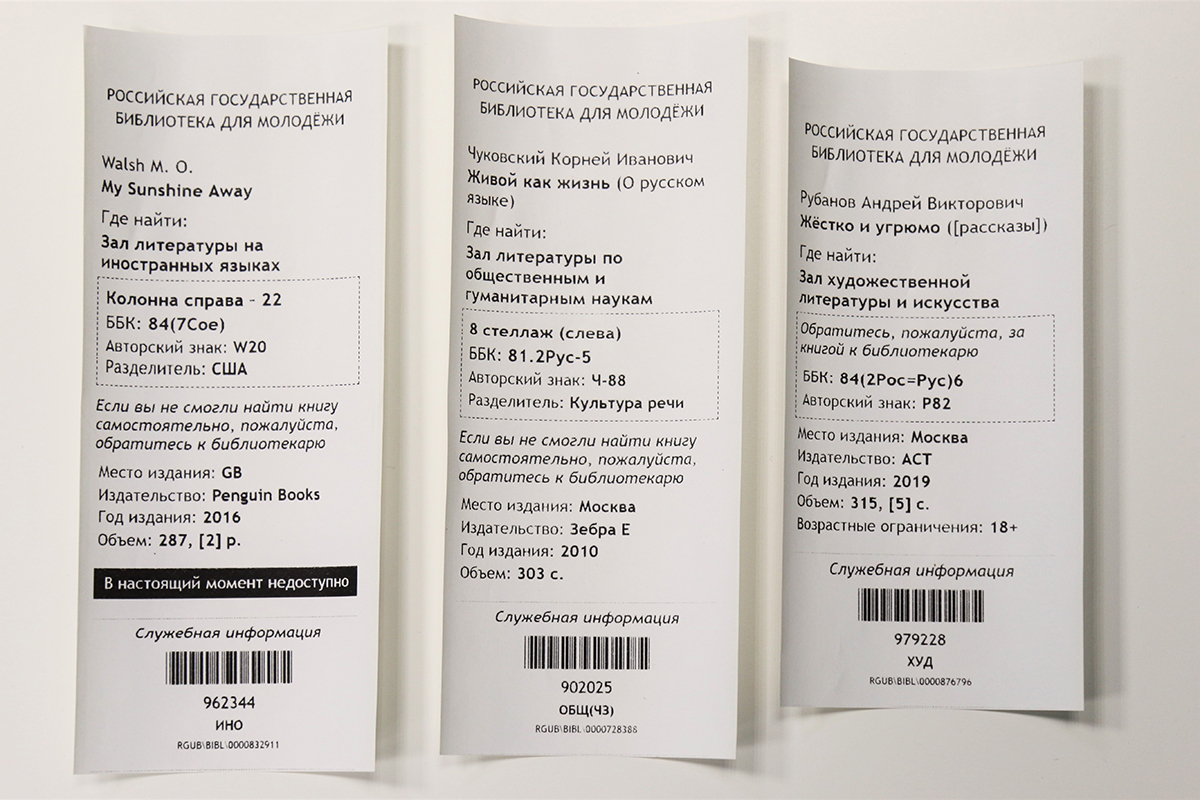 РОССИЙСКАЯ ГОСУДАРСТВЕННАЯ
БИБЛИОТЕКА ДЛЯ МОЛОДЁЖИ
Walsh M. O.
My Sunshine Away
Где найти:
Зал литературы на
иностранных языках
Колонна справа - 22
ББК: 84(7Сое)
Авторский знак: W20
Разделитель: США
Если вы не смогли найти книгу
самостоятельно, пожалуйста,
обратитесь к библиотекарю
Место издания: GB
Издательство: Penguin Books
Год издания: 2016
Объем: 287, [2] p.
В настоящий момент недоступно
Служебная информация
962344
ИНО
RGUB\BIBL\0000832911
РОССИЙСКАЯ ГОСУДАРСТВЕННАЯ
БИБЛИОТЕКА ДЛЯ МОЛОДЁЖИ
Чуковский Корней Иванович
Живой как жизнь (О русском
языке)
Где найти:
Зал литературы по
общественным и
гуманитарным наукам
8 стеллаж (слева)
ББК: 81.2Рус-5
Авторский знак: Ч-88
Разделитель: Культура речи
Если вы не смогли найти книгу
самостоятельно, пожалуйста,
обратитесь к библиотекарю
Место издания: Москва
Издательство: Зебра Е
Год издания: 2010
Объем: 303 с.
Служебная информация
902025
ОБЩ(ЧЗ)
RGUB\BIBL\0000728388
РОССИЙСКАЯ ГОСУДАРСТВЕННАЯ
БИБЛИОТЕКА ДЛЯ МОЛОДЁЖИ
Рубанов Андрей Викторович
Жёстко и угрюмо ([рассказы])
Где найти:
Зал художественной
литературы и искусства
Обратитесь, пожалуйста, за
книгой к библиотекарю
ББК: 84(2Рос=Рус)6
Авторский знак: Р82
Место издания: Москва
Издательство: АСТ
Год издания: 2019
Объем: 315, [5] с.
Возрастные ограничения: 18+
Служебная информация
979228
ХУД
RGUB\BIBL\0000876796